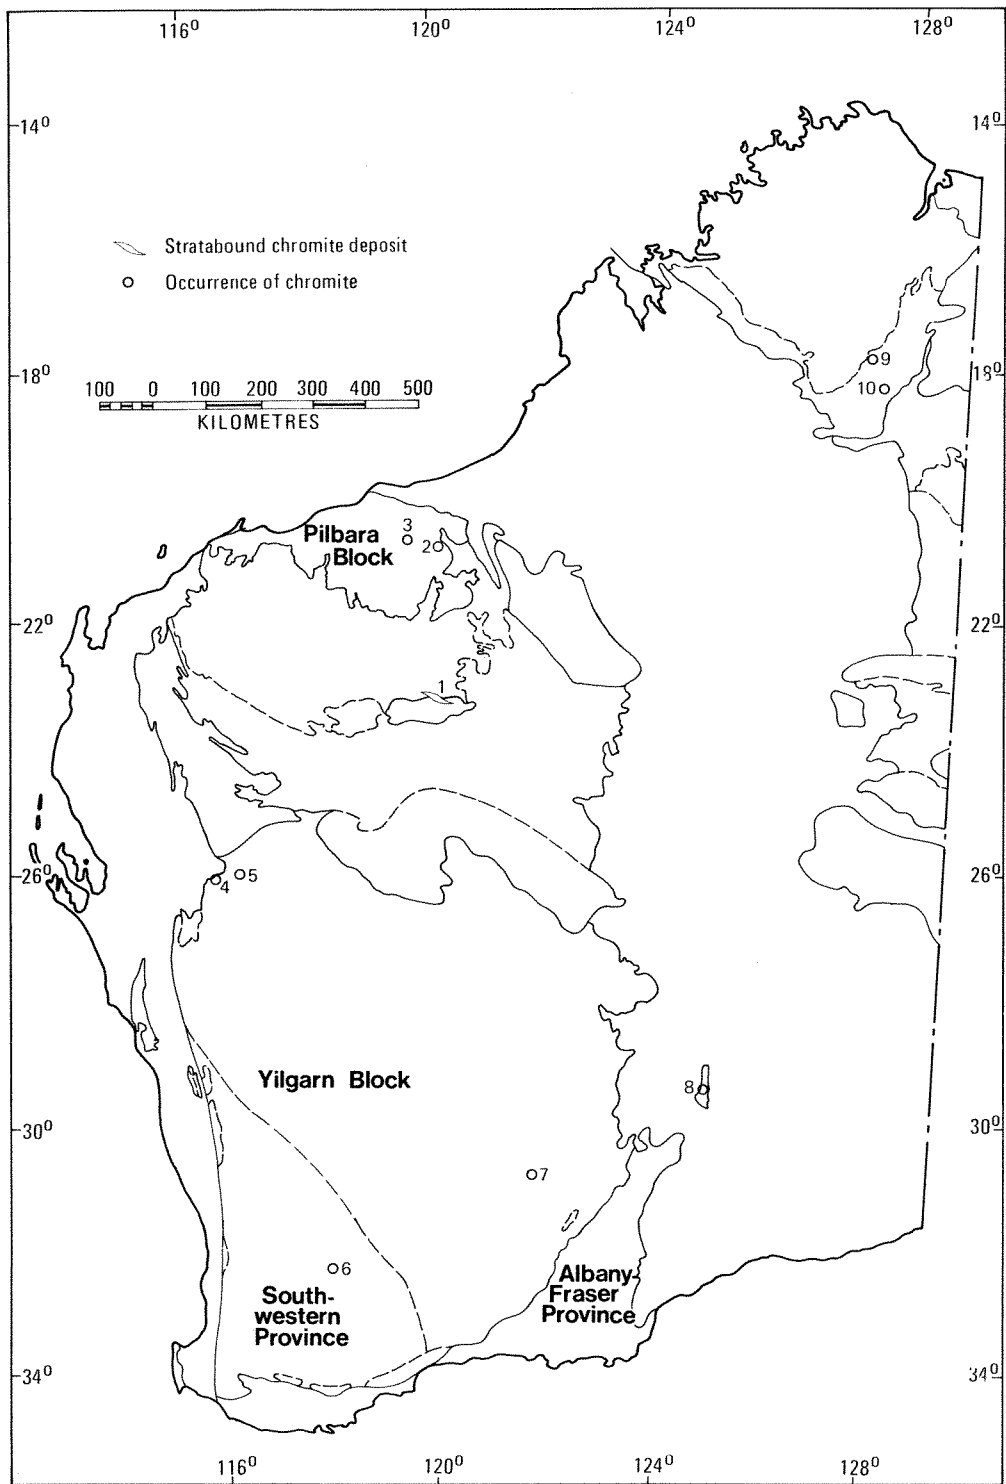 116⁰ 120⁰ 124⁰ 128⁰
14⁰ 14⁰
Stratabound chromite deposit
Occurrence of chromite
9
18⁰ 18⁰
100 0 100 200 300 400 500
10
KILOMETRES
3
Pilbara
Block
2
22⁰ 22⁰
1
26⁰ 26⁰
4
5
Yilgarn Block
8
30⁰ 30⁰
7
6
Albany-
Fraser
Province
South-
western
Province
34⁰ 34⁰
116⁰ 120⁰ 124⁰ 128⁰